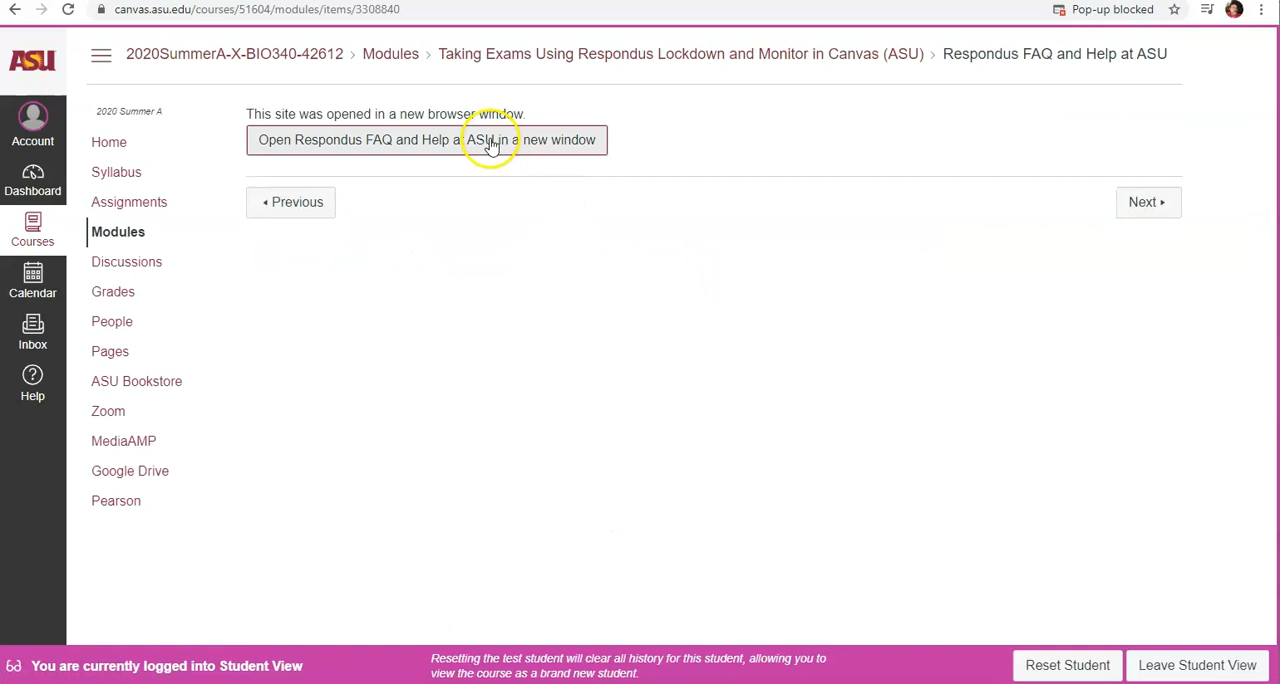 canvas.asu.edu/courses/51604/modules/items/3308840
Pop-up blocked
ASU
2020SummerA-X-BIO340-42612 › Modules › Taking Exams Using Respondus Lockdown and Monitor in Canvas (ASU) › Respondus FAQ and Help at ASU
Account
Dashboard
Courses
Calendar
Inbox
Help
2020 Summer A
Home
Syllabus
Assignments
Modules
Discussions
Grades
People
Pages
ASU Bookstore
Zoom
MediaAMP
Google Drive
Pearson
This site was opened in a new browser window.
Open Respondus FAQ and Help at ASU in a new window
◂ Previous
Next ▸
You are currently logged into Student View
Resetting the test student will clear all history for this student, allowing you to
view the course as a brand new student.
Reset Student
Leave Student View